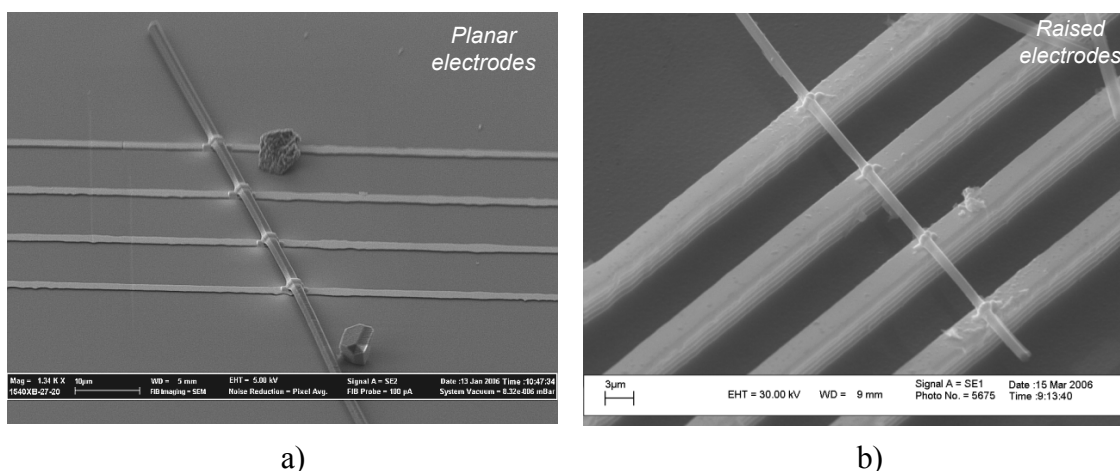 Planar
electrodes
Mag = 1.34 K X 10µm WD = 5 mm EHT = 5.00 kV Signal A = SE2 Date :13 Jan 2006 Time :10:47:34
1540XB-27-20 FIB Imaging = SEM Noise Reduction = Pixel Avg. FIB Probe = 100 pA System Vacuum = 8.32e-006 mBar
a)
Raised
electrodes
3µm EHT = 30.00 kV WD = 9 mm Signal A = SE1 Date :15 Mar 2006
Photo No. = 5675 Time :9:13:40
b)